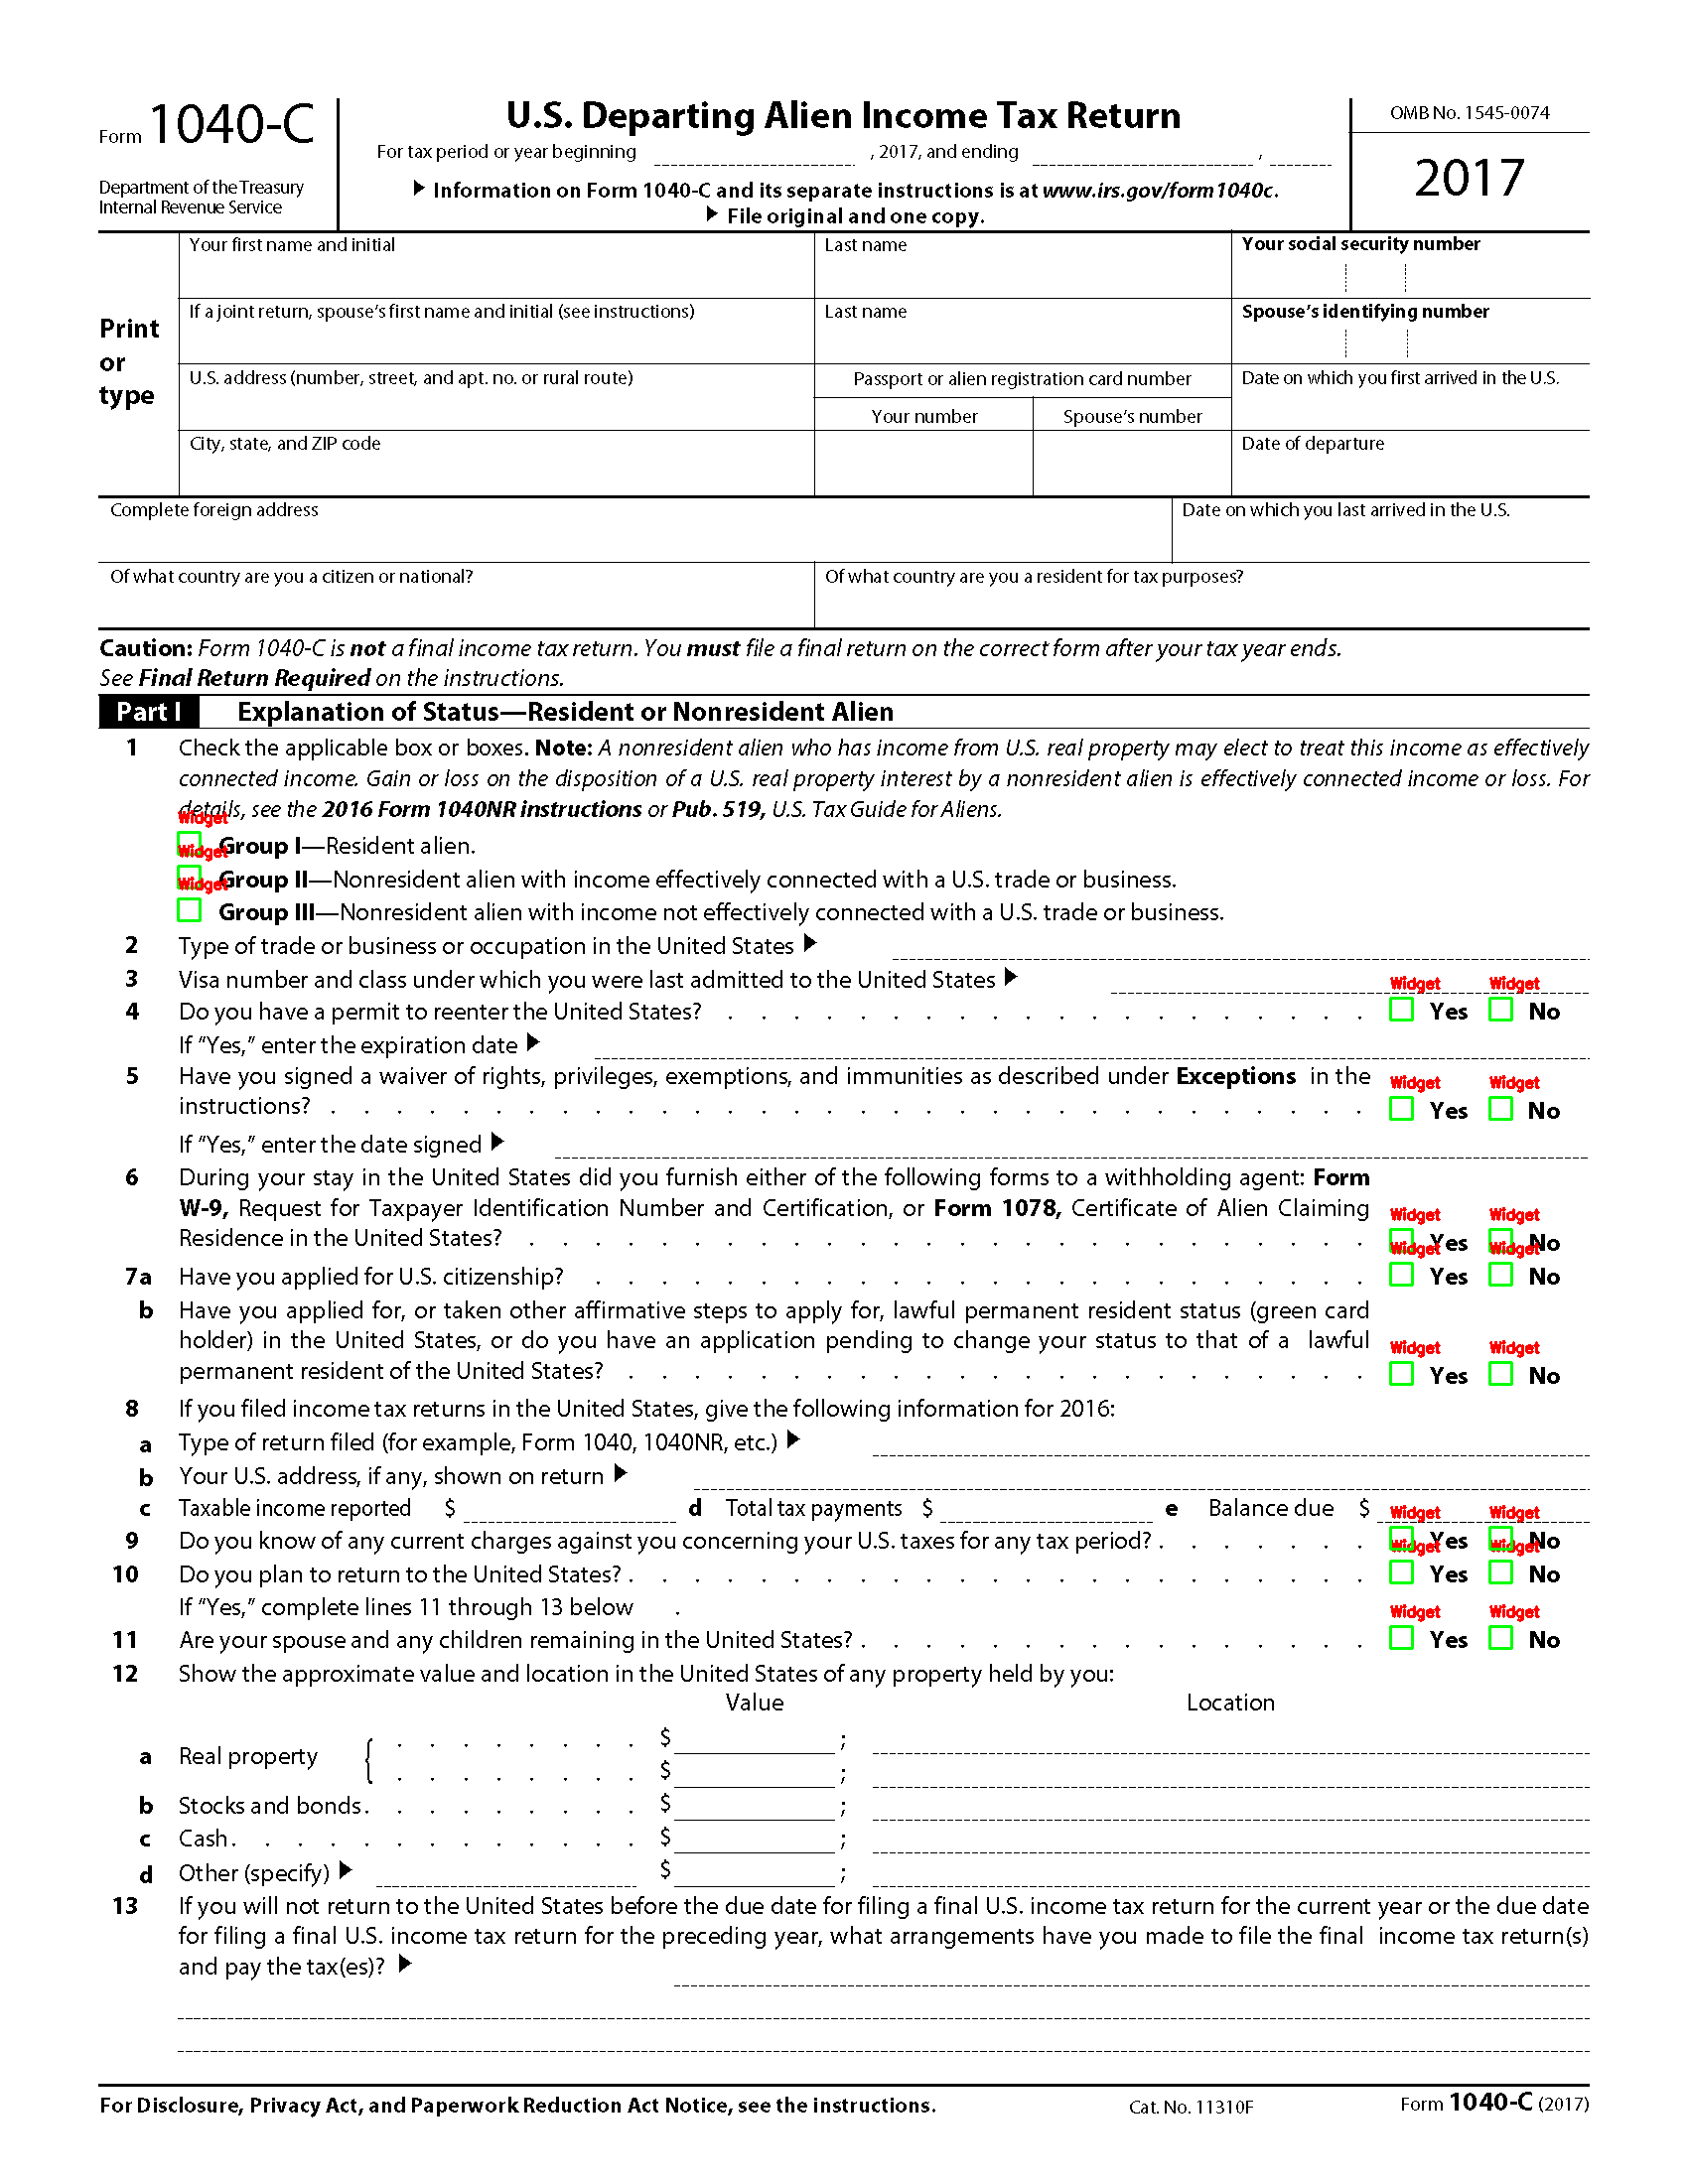 Form 1040-C
Department of the Treasury
Internal Revenue Service
U.S. Departing Alien Income Tax Return
For tax period or year beginning , 2017, and ending ,
Information on Form 1040-C and its separate instructions is at www.irs.gov/form1040c.
File original and one copy.
OMB No. 1545-0074
2017
Print
or
type
Your first name and initial
Last name
Your social security number
If a joint return, spouse's first name and initial (see instructions)
Last name
Spouse's identifying number
U.S. address (number, street, and apt. no. or rural route)
Passport or alien registration card number
Date on which you first arrived in the U.S.
Your number
Spouse's number
City, state, and ZIP code
Date of departure
Complete foreign address
Date on which you last arrived in the U.S.
Of what country are you a citizen or national?
Of what country are you a resident for tax purposes?
Caution: Form 1040-C is not a final income tax return. You must file a final return on the correct form after your tax year ends.
See Final Return Required on the instructions.
Part I Explanation of Status—Resident or Nonresident Alien
1 Check the applicable box or boxes. Note: A nonresident alien who has income from U.S. real property may elect to treat this income as effectively
connected income. Gain or loss on the disposition of a U.S. real property interest by a nonresident alien is effectively connected income or loss. For
details, see the 2016 Form 1040NR instructions or Pub. 519, U.S. Tax Guide for Aliens.
Widget
Group I—Resident alien.
Widget
Group II—Nonresident alien with income effectively connected with a U.S. trade or business.
Widget
Group III—Nonresident alien with income not effectively connected with a U.S. trade or business.
2 Type of trade or business or occupation in the United States
3 Visa number and class under which you were last admitted to the United States
Widget Widget
4 Do you have a permit to reenter the United States? . . . . . . . . . . . . . . . . . . . . Yes No
If "Yes," enter the expiration date
5 Have you signed a waiver of rights, privileges, exemptions, and immunities as described under Exceptions in the
Widget Widget
instructions? . . . . . . . . . . . . . . . . . . . . . . . . . . . . . . . . Yes No
If "Yes," enter the date signed
6 During your stay in the United States did you furnish either of the following forms to a withholding agent: Form
W-9, Request for Taxpayer Identification Number and Certification, or Form 1078, Certificate of Alien Claiming
Widget Widget
Residence in the United States? . . . . . . . . . . . . . . . . . . . . . . . . . . Yes No
Widget Widget
7a Have you applied for U.S. citizenship? . . . . . . . . . . . . . . . . . . . . . . . . Yes No
b Have you applied for, or taken other affirmative steps to apply for, lawful permanent resident status (green card
holder) in the United States, or do you have an application pending to change your status to that of a lawful
Widget Widget
permanent resident of the United States? . . . . . . . . . . . . . . . . . . . . . . . Yes No
8 If you filed income tax returns in the United States, give the following information for 2016:
a Type of return filed (for example, Form 1040, 1040NR, etc.)
b Your U.S. address, if any, shown on return
c Taxable income reported $ d Total tax payments $ e Balance due $
Widget Widget
9 Do you know of any current charges against you concerning your U.S. taxes for any tax period? . . . . . . . Yes No
Widget Widget
10 Do you plan to return to the United States? . . . . . . . . . . . . . . . . . . . . . . . Yes No
If "Yes," complete lines 11 through 13 below .
Widget Widget
11 Are your spouse and any children remaining in the United States? . . . . . . . . . . . . . . . . Yes No
12 Show the approximate value and location in the United States of any property held by you:
Value Location
a Real property { . . . . . . . . $ ;
. . . . . . . . $ ;
b Stocks and bonds . . . . . . . . . $ ;
c Cash . . . . . . . . . . . . . $ ;
d Other (specify) $ ;
13 If you will not return to the United States before the due date for filing a final U.S. income tax return for the current year or the due date
for filing a final U.S. income tax return for the preceding year, what arrangements have you made to file the final income tax return(s)
and pay the tax(es)?
For Disclosure, Privacy Act, and Paperwork Reduction Act Notice, see the instructions. Cat. No. 11310F Form 1040-C (2017)